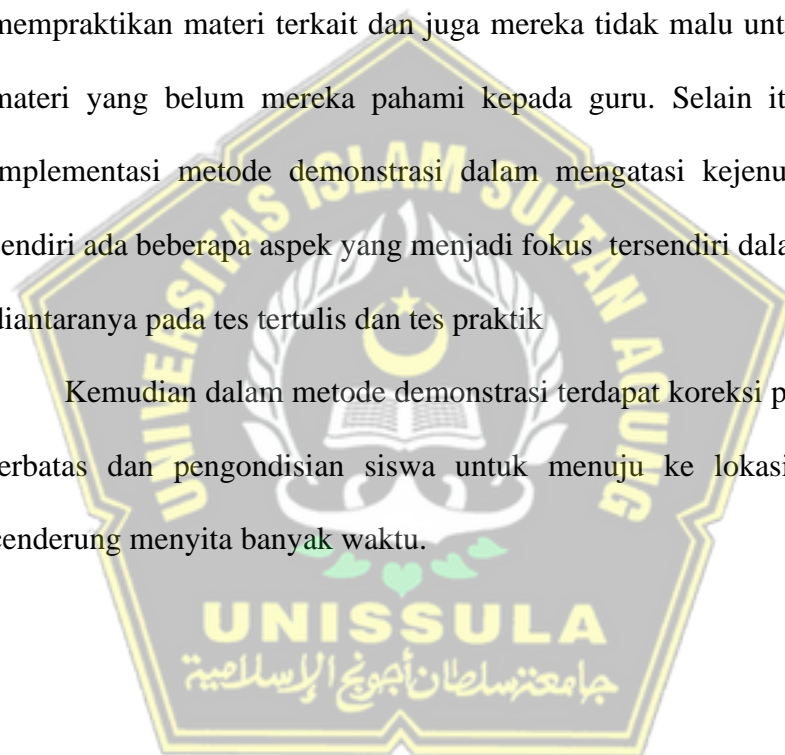 mempraktikan materi terkait dan juga mereka tidak malu unt
materi yang belum mereka pahami kepada guru. Selain it
mplementasi metode demonstrasi dalam mengatasi kejenu
endiri ada beberapa aspek yang menjadi fokus tersendiri dala
diantaranya pada tes tertulis dan tes praktik
Kemudian dalam metode demonstrasi terdapat koreksi p
erbatas dan pengondisian siswa untuk menuju ke lokasi
cenderung menyita banyak waktu.
UNIVERSITAS ISLAM SULTAN AGUNG
UNISSULA
جامعتسلطان أجونج الإسلامية